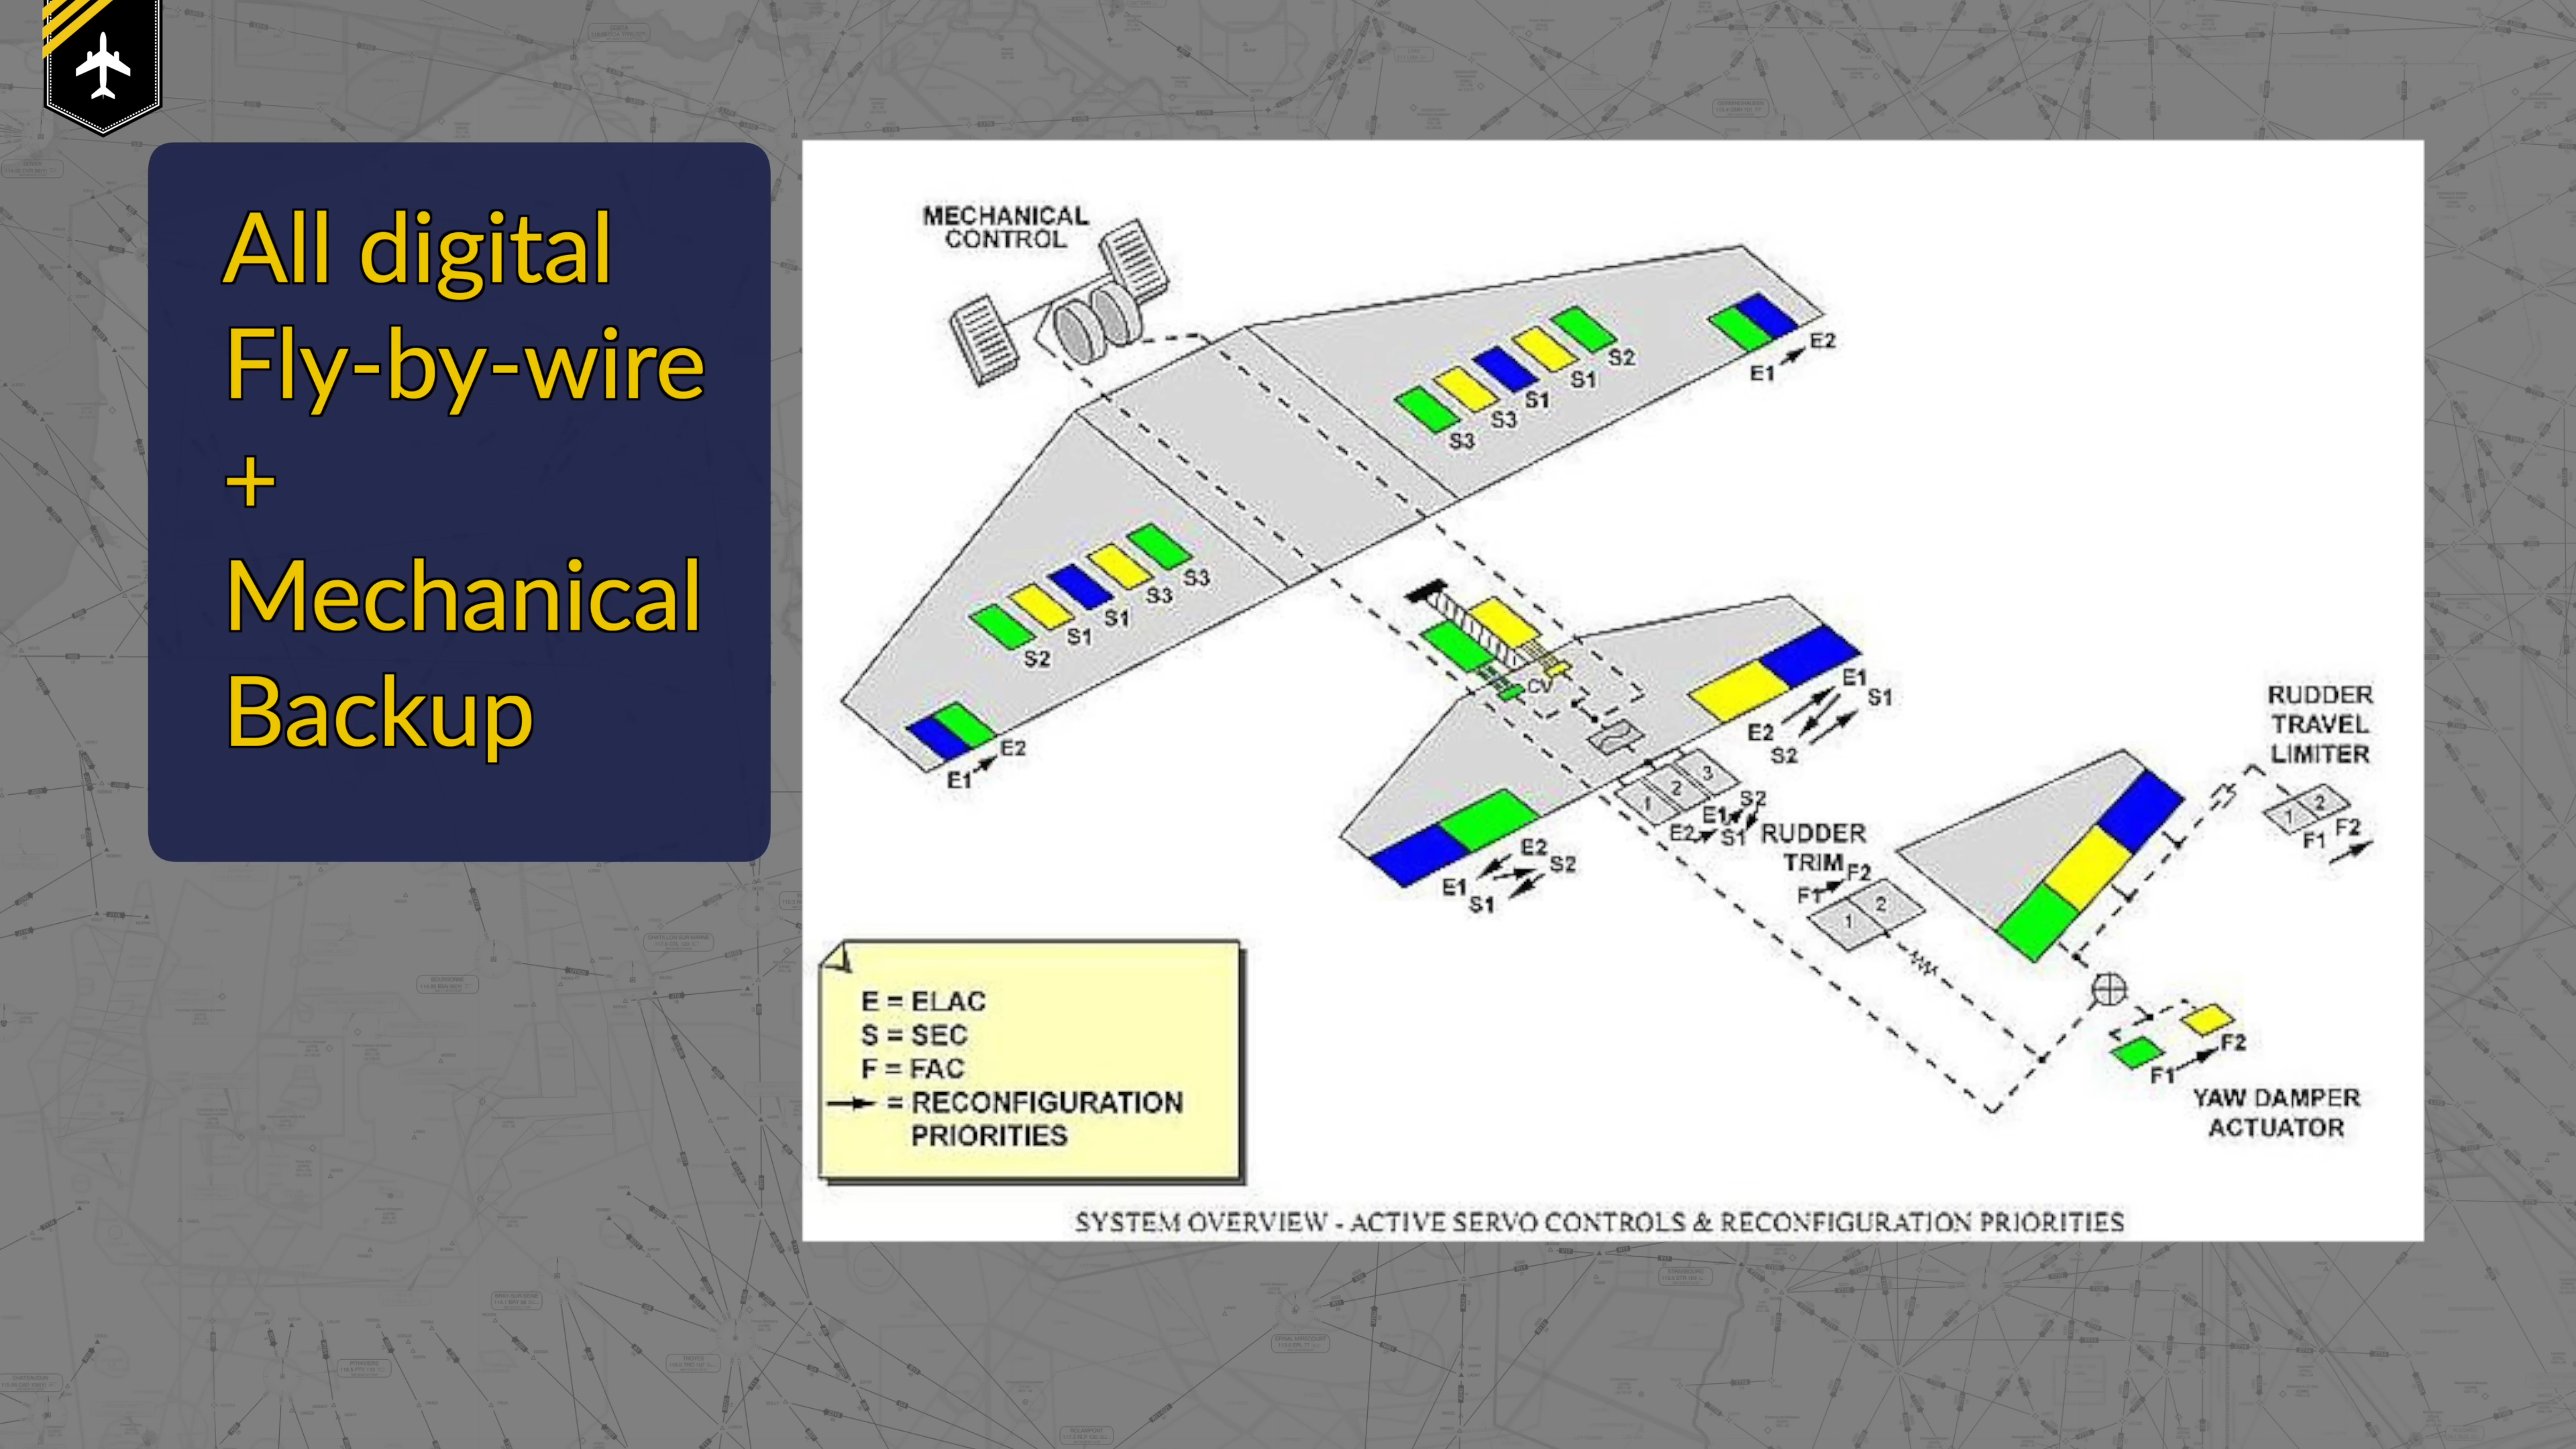 All digital
Fly-by-wire
+
Mechanical
Backup
MECHANICAL
CONTROL
S2
S1
S1
S3
S3
E1
E2
S3
S3
S1
S1
S2
E1
E2
CV
E1
S1
E2
S2
1
2
3
S2
E1
E2
S1
E2
S2
E1
S1
RUDDER
TRIM
F1
F2
1
2
RUDDER
TRAVEL
LIMITER
1
2
F1
F2
F1
F2
YAW DAMPER
ACTUATOR
E = ELAC
S = SEC
F = FAC
= RECONFIGURATION
PRIORITIES
SYSTEM OVERVIEW - ACTIVE SERVO CONTROLS & RECONFIGURATION PRIORITIES